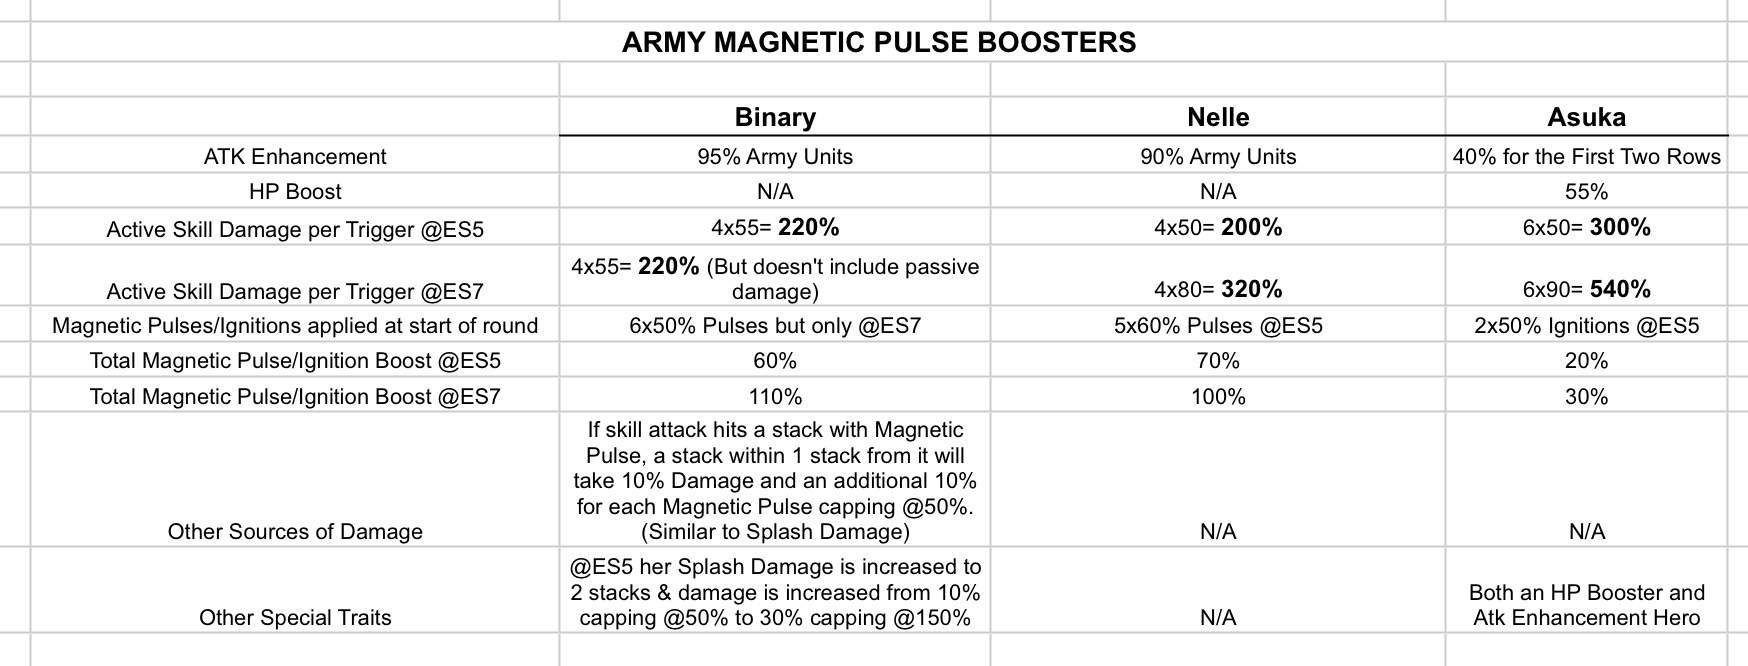 ARMY MAGNETIC PULSE BOOSTERS
Binary Nelle Asuka
ATK Enhancement 95% Army Units 90% Army Units 40% for the First Two Rows
HP Boost N/A N/A 55%
Active Skill Damage per Trigger @ES5 4x55= 220% 4x50= 200% 6x50= 300%
4x55= 220% (But doesn't include passive
Active Skill Damage per Trigger @ES7 damage) 4x80= 320% 6x90= 540%
Magnetic Pulses/Ignitions applied at start of round 6x50% Pulses but only @ES7 5x60% Pulses @ES5 2x50% Ignitions @ES5
Total Magnetic Pulse/Ignition Boost @ES5 60% 70% 20%
Total Magnetic Pulse/Ignition Boost @ES7 110% 100% 30%
If skill attack hits a stack with Magnetic
Pulse, a stack within 1 stack from it will
take 10% Damage and an additional 10%
for each Magnetic Pulse capping @50%.
Other Sources of Damage (Similar to Splash Damage) N/A N/A
@ES5 her Splash Damage is increased to
2 stacks & damage is increased from 10% Both an HP Booster and
Other Special Traits capping @50% to 30% capping @150% N/A Atk Enhancement Hero